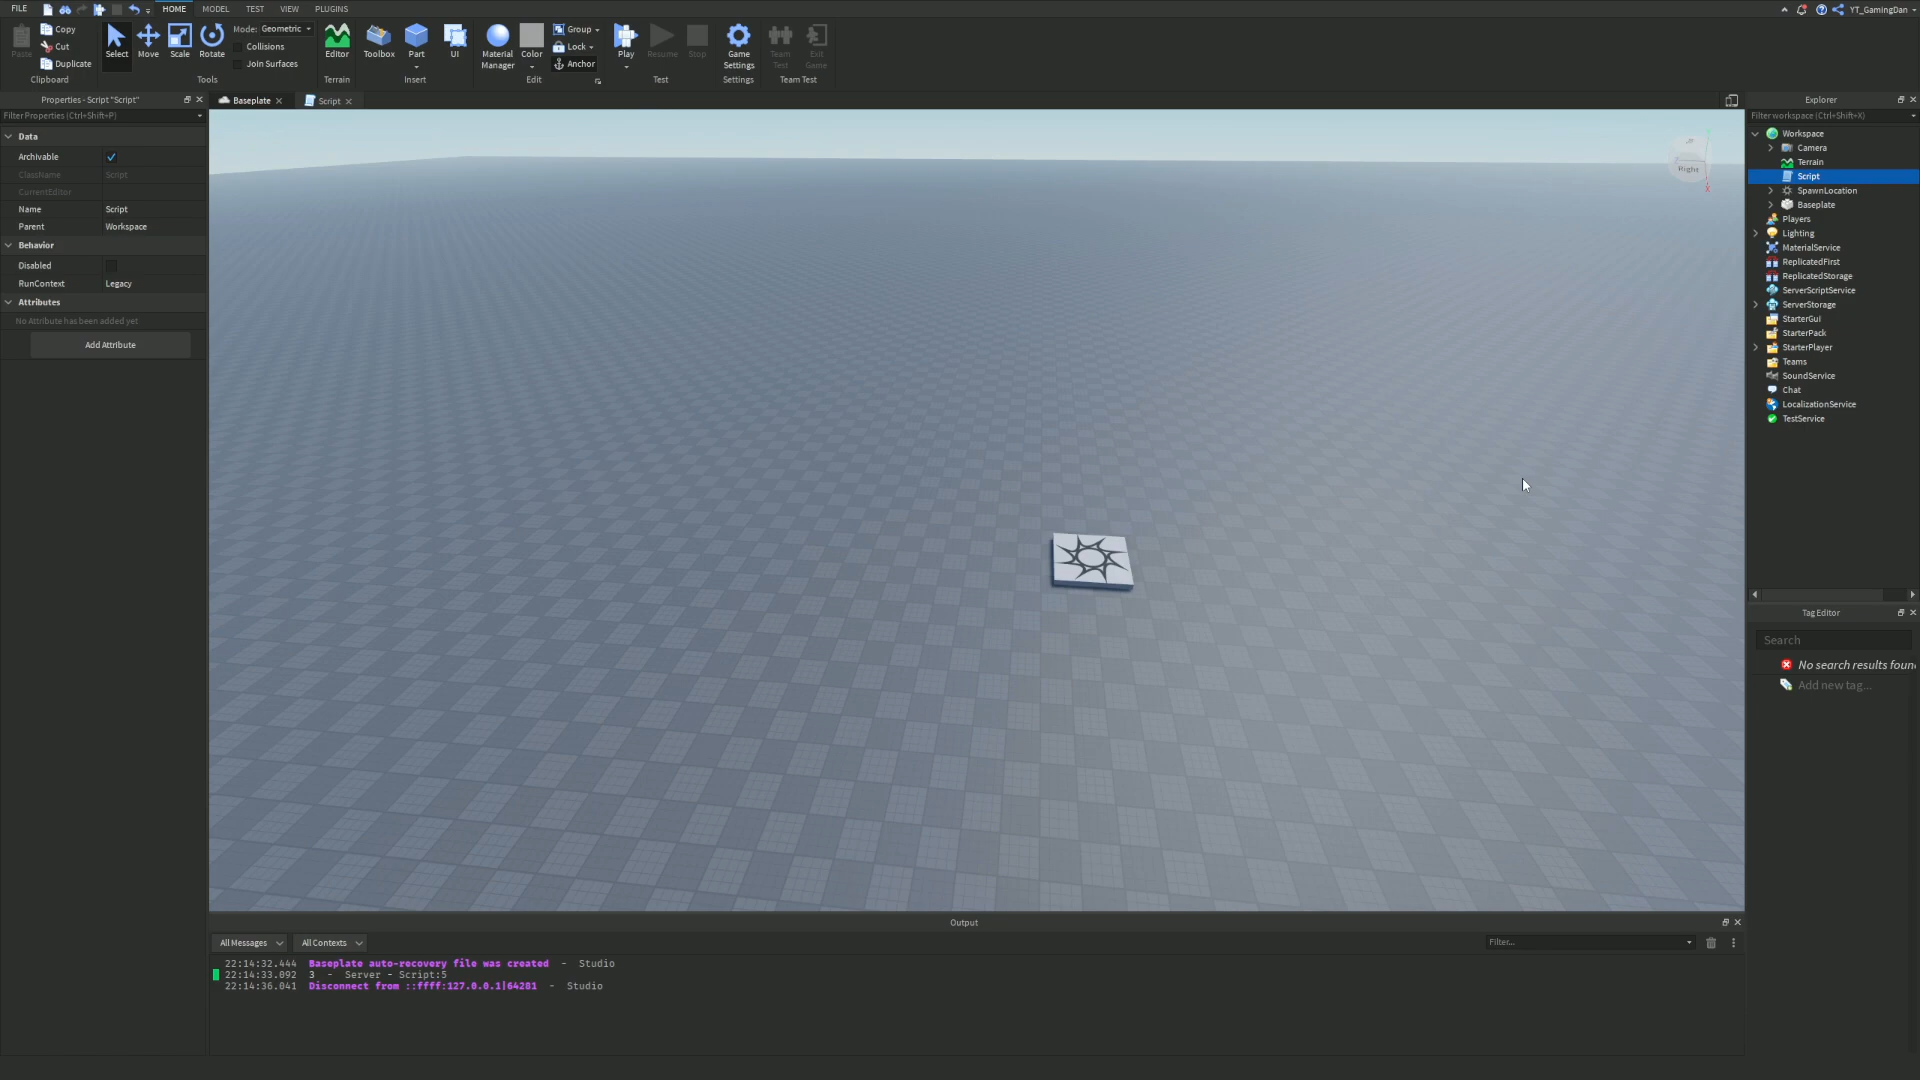 FILE HOME MODEL TEST VIEW PLUGINS YT_GamingDan
Paste Copy Cut Duplicate Clipboard
Select Move Scale Rotate Mode: Geometric Collisions Join Surfaces Tools
Editor Terrain
Toolbox Part UI Insert
Material Manager Color Group Lock Anchor Edit
Play Resume Stop Test
Game Settings Settings
Team Test Exit Game Team Test
Properties - Script "Script"
Filter Properties (Ctrl+Shift+P)
Data
Archivable
ClassName Script
CurrentEditor
Name Script
Parent Workspace
Behavior
Disabled
RunContext Legacy
Attributes
No Attribute has been added yet
Add Attribute
Baseplate Script
Right
X
Explorer
Filter workspace (Ctrl+Shift+X)
Workspace
Camera
Terrain
Script
SpawnLocation
Baseplate
Players
Lighting
MaterialService
ReplicatedFirst
ReplicatedStorage
ServerScriptService
ServerStorage
StarterGui
StarterPack
StarterPlayer
Teams
SoundService
Chat
LocalizationService
TestService
Tag Editor
Search
No search results foun
Add new tag...
Output
All Messages All Contexts Filter...
22:14:32.444 Baseplate auto-recovery file was created - Studio
22:14:33.092 3 - Server - Script:5
22:14:36.041 Disconnect from ::ffff:127.0.0.1|64281 - Studio